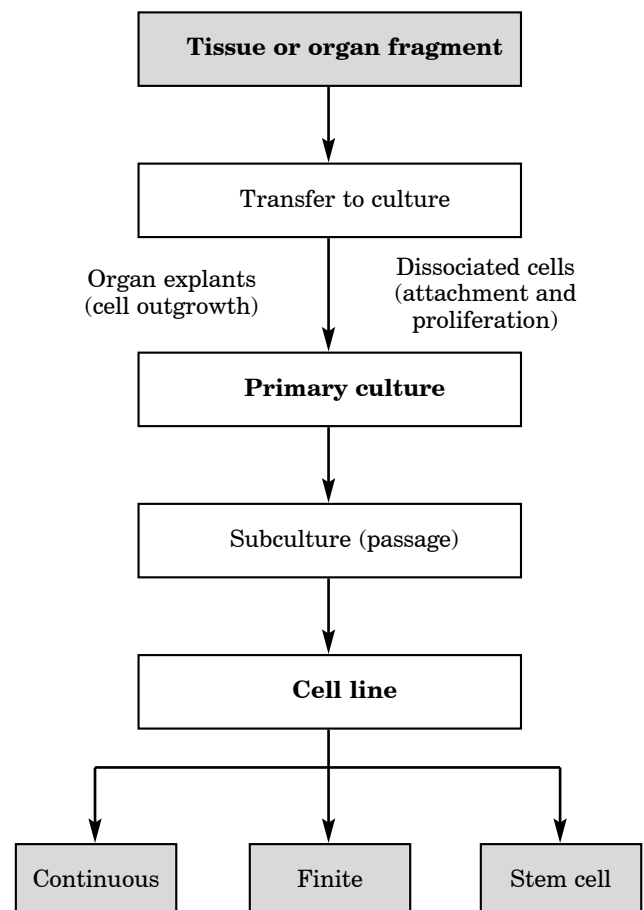 Tissue or organ fragment
Transfer to culture
Organ explants
(cell outgrowth)
Dissociated cells
(attachment and
proliferation)
Primary culture
Subculture (passage)
Cell line
Continuous
Finite
Stem cell